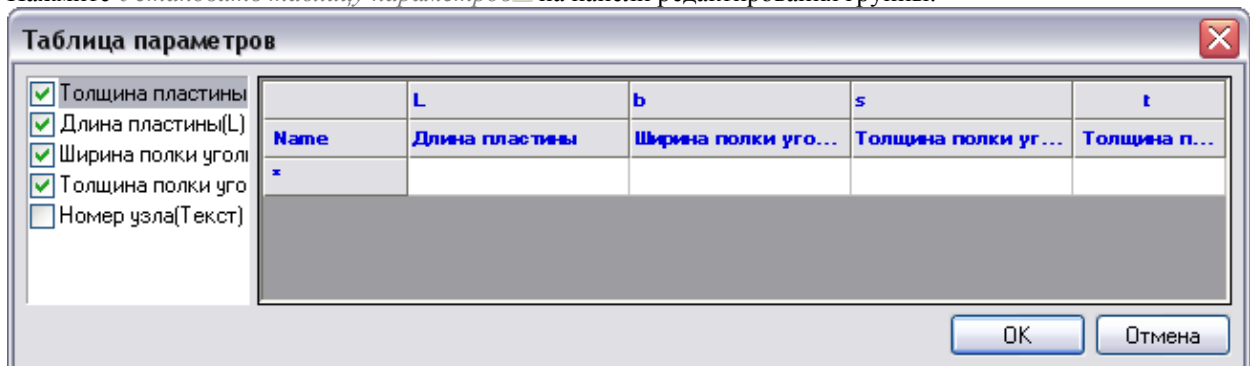 Таблица параметров
Толщина пластины
Длина пластины(L)
Ширина полки угол
Толщина полки уго
Номер узла(Текст)
L b s t
Name Длина пластины Ширина полки уго... Толщина полки уг... Толщина п...
*
OK Отмена